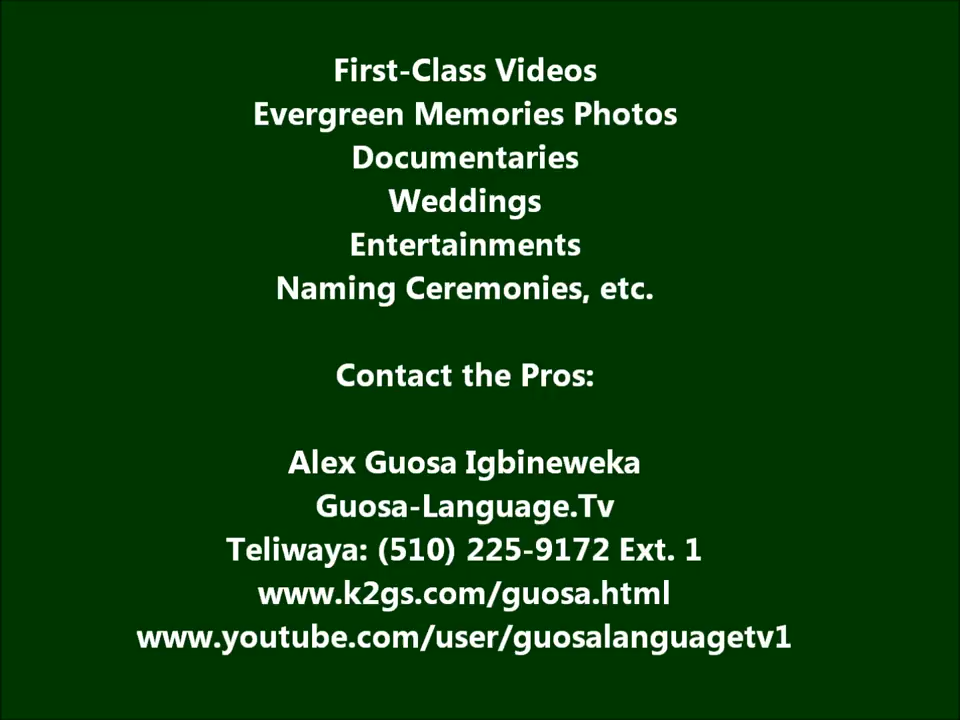 First-Class Videos
Evergreen Memories Photos
Documentaries
Weddings
Entertainments
Naming Ceremonies, etc.
Contact the Pros:
Alex Guosa Igbineweka
Guosa-Language.Tv
Teliwaya: (510) 225-9172 Ext. 1
www.k2gs.com/guosa.html
www.youtube.com/user/guosalanguagetv1